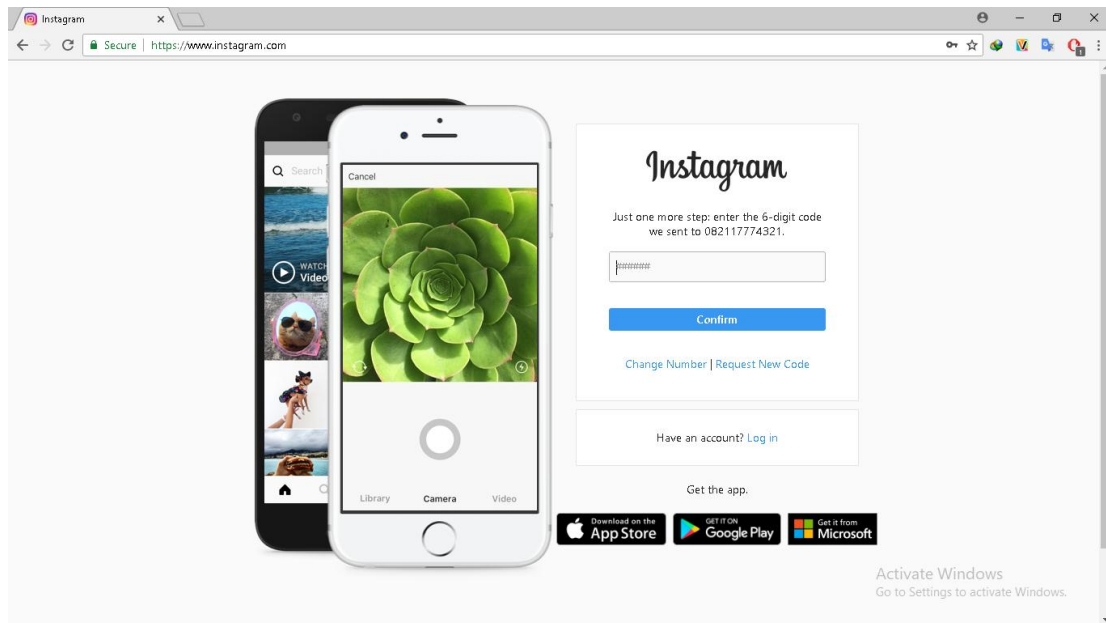 Instagram
Secure
https://www.instagram.com
1
Search
WATCH
Video
Cancel
Library
Camera
Video
Instagram
Just one more step: enter the 6-digit code
we sent to 082117774321.
######
Confirm
Change Number | Request New Code
Have an account? Log in
Get the app.
Download on the
App Store
GET IT ON
Google Play
Get it from
Microsoft
Activate Windows
Go to Settings to activate Windows.